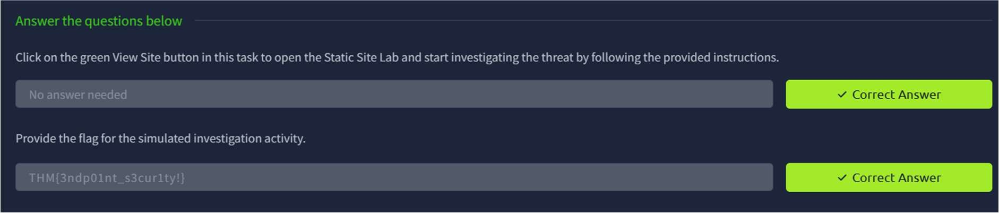 Answer the questions below
Click on the green View Site button in this task to open the Static Site Lab and start investigating the threat by following the provided instructions.
No answer needed
✓ Correct Answer
Provide the flag for the simulated investigation activity.
THM{3ndp01nt_s3cur1ty!}
✓ Correct Answer